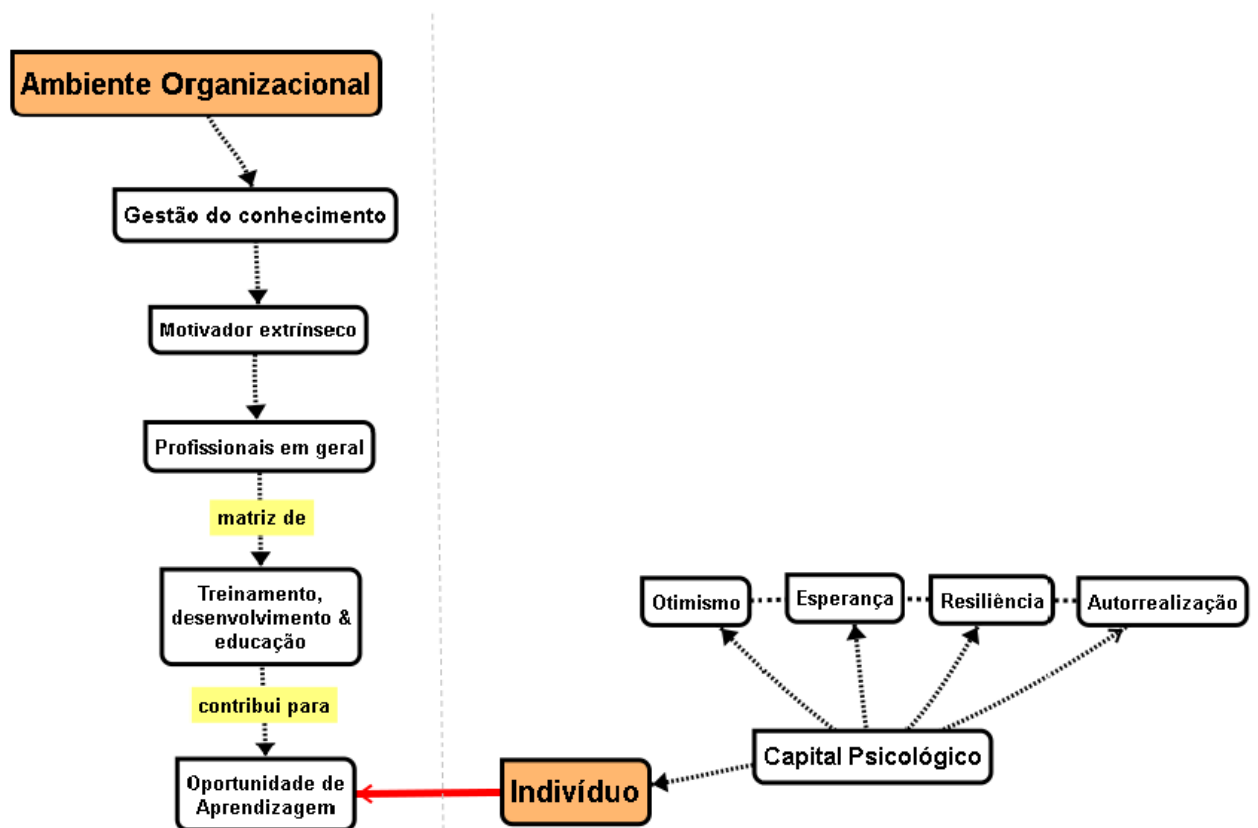 Ambiente Organizacional
Gestão do conhecimento
Motivador extrínseco
Profissionais em geral
matriz de
Treinamento,
desenvolvimento &
educação
contribui para
Oportunidade de
Aprendizagem
Indivíduo
Capital Psicológico
Otimismo
Esperança
Resiliência
Autorrealização